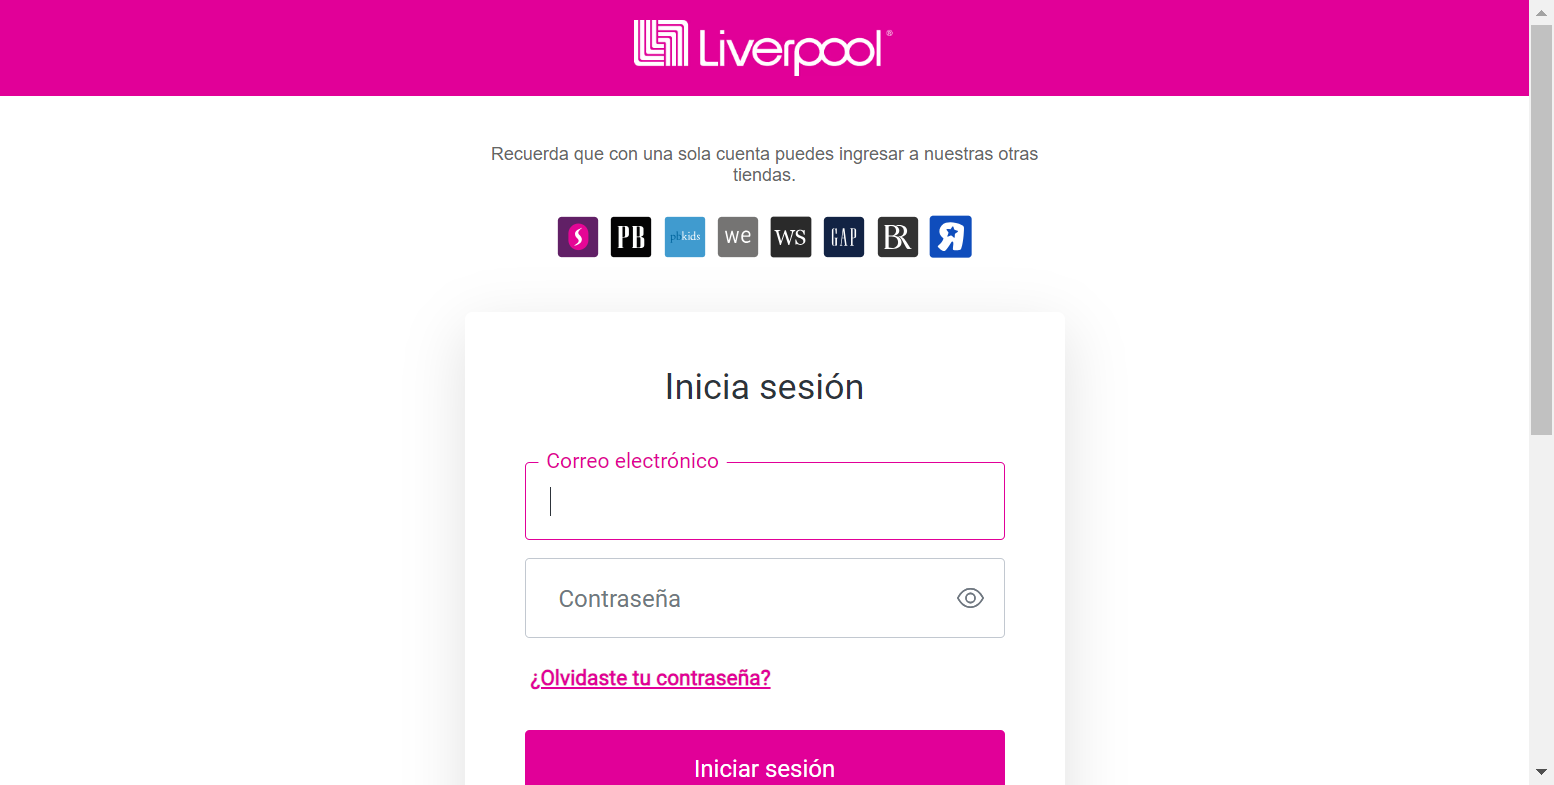 Liverpool®
Recuerda que con una sola cuenta puedes ingresar a nuestras otras
tiendas.
S PB pbkids we WS GAP BR R
Inicia sesión
Correo electrónico
Contraseña
¿Olvidaste tu contraseña?
Iniciar sesión